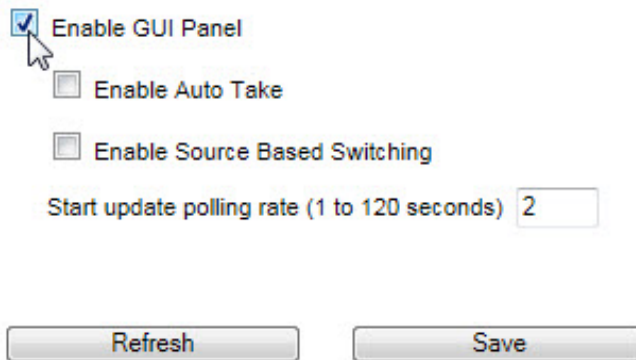 Enable GUI Panel
Enable Auto Take
Enable Source Based Switching
Start update polling rate (1 to 120 seconds) 2
Refresh Save